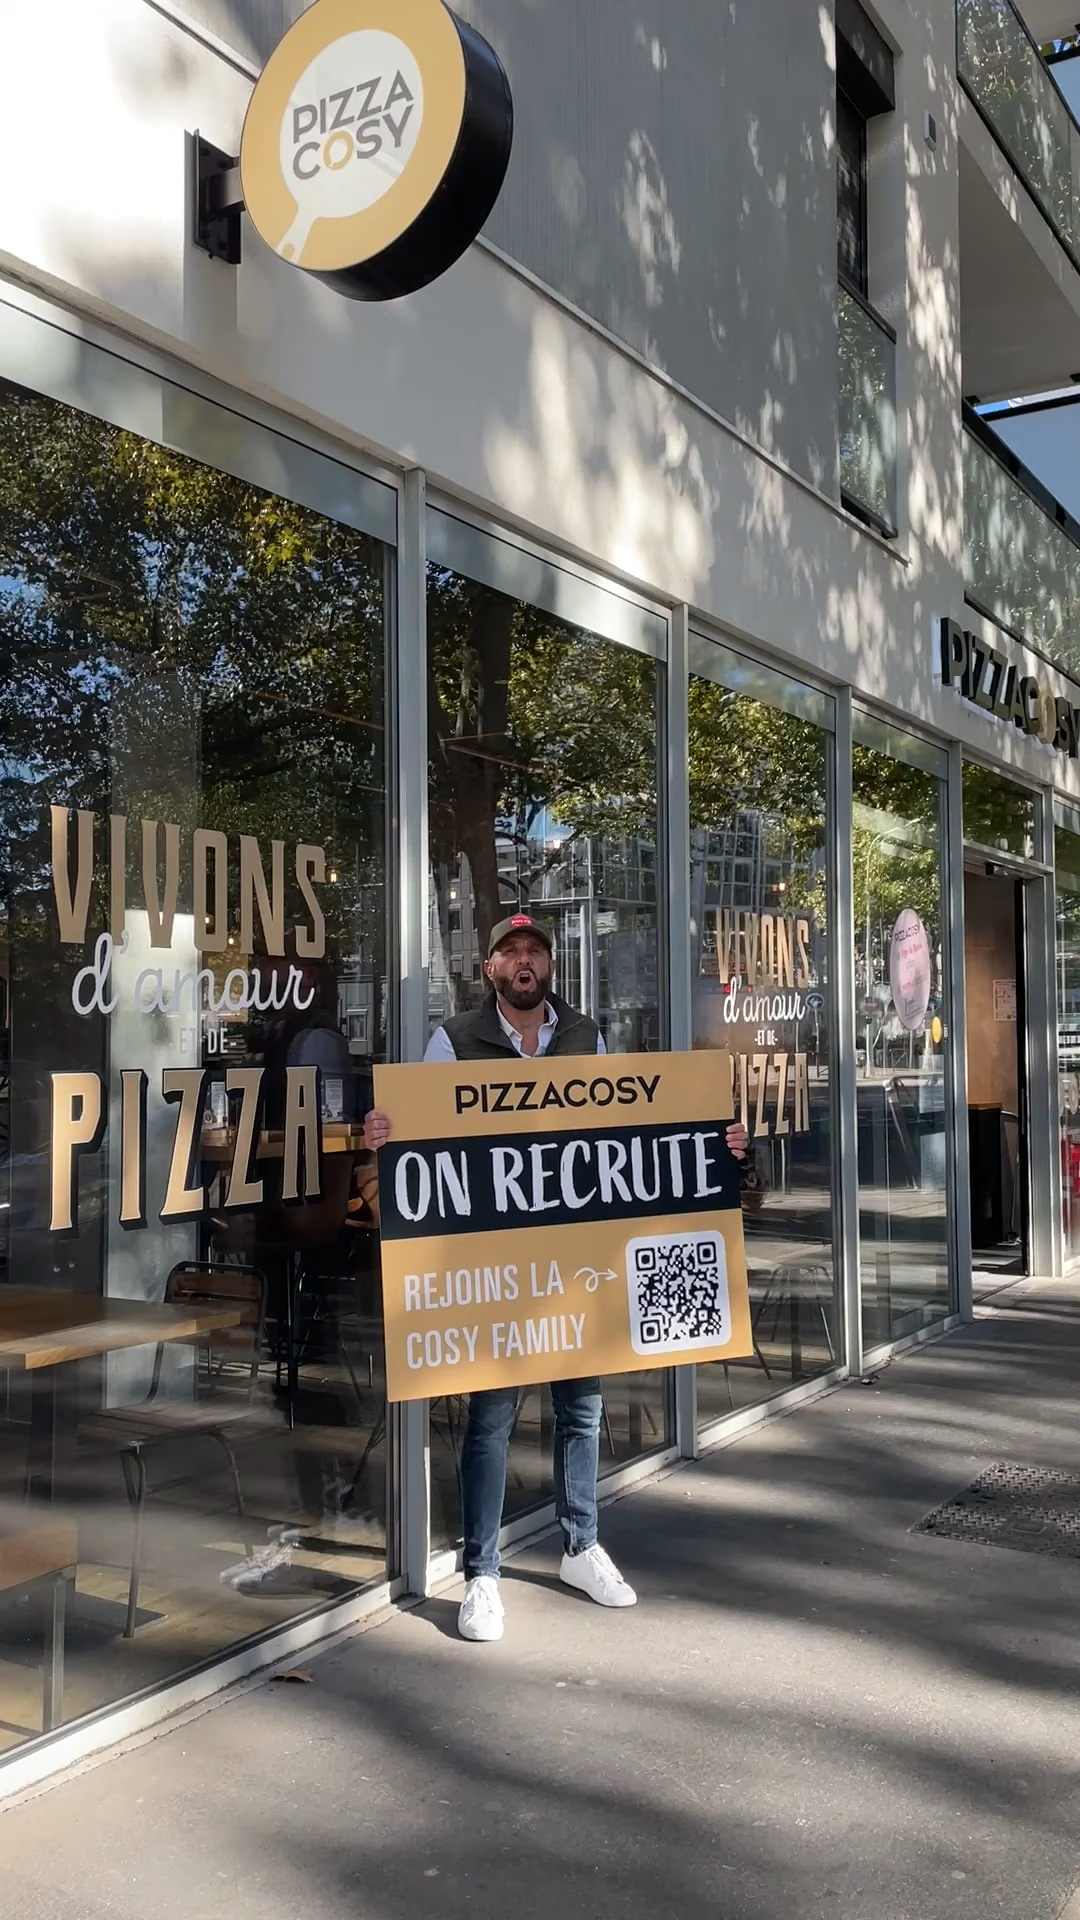 PIZZA
COSY
PIZZACOSY
VIVONS
d'amour
ET DE
PIZZA
VIVONS
d'amour
-ET DE-
PIZZA
PIZZACOSY
PIZZACOSY
ON RECRUTE
REJOINS LA
COSY FAMILY